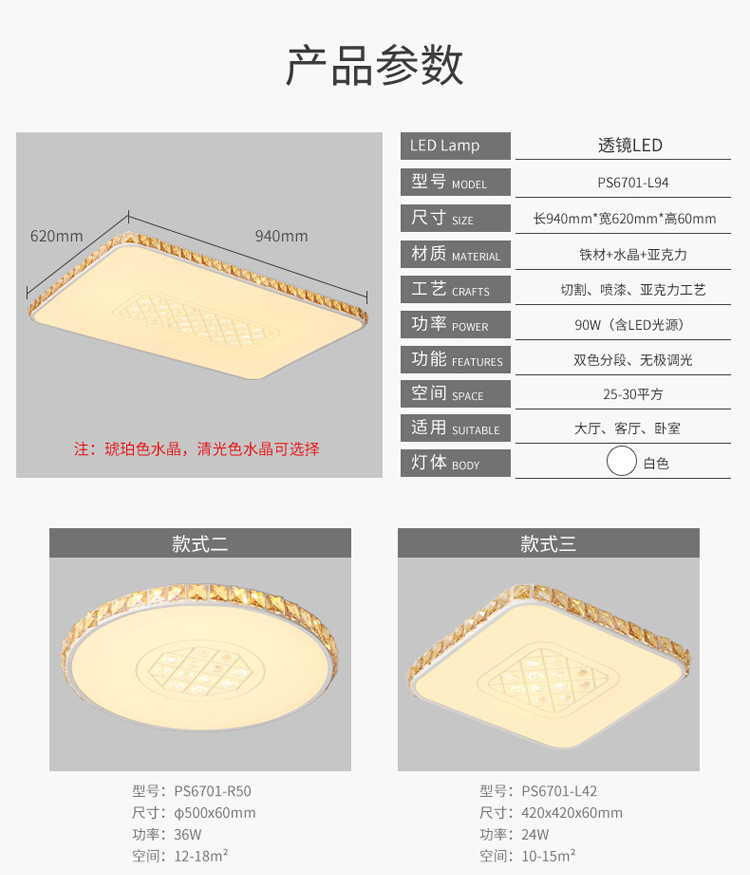 产品参数
620mm
940mm
注：琥珀色水晶，清光色水晶可选择
LED Lamp 透镜LED
型号 MODEL PS6701-L94
尺寸 SIZE 长940mm*宽620mm*高60mm
材质 MATERIAL 铁材+水晶+亚克力
工艺 CRAFTS 切割、喷漆、亚克力工艺
功率 POWER 90W（含LED光源）
功能 FEATURES 双色分段、无极调光
空间 SPACE 25-30平方
适用 SUITABLE 大厅、客厅、卧室
灯体 BODY 白色
款式二
型号：PS6701-R50
尺寸：φ500x60mm
功率：36W
空间：12-18m²
款式三
型号：PS6701-L42
尺寸：420x420x60mm
功率：24W
空间：10-15m²